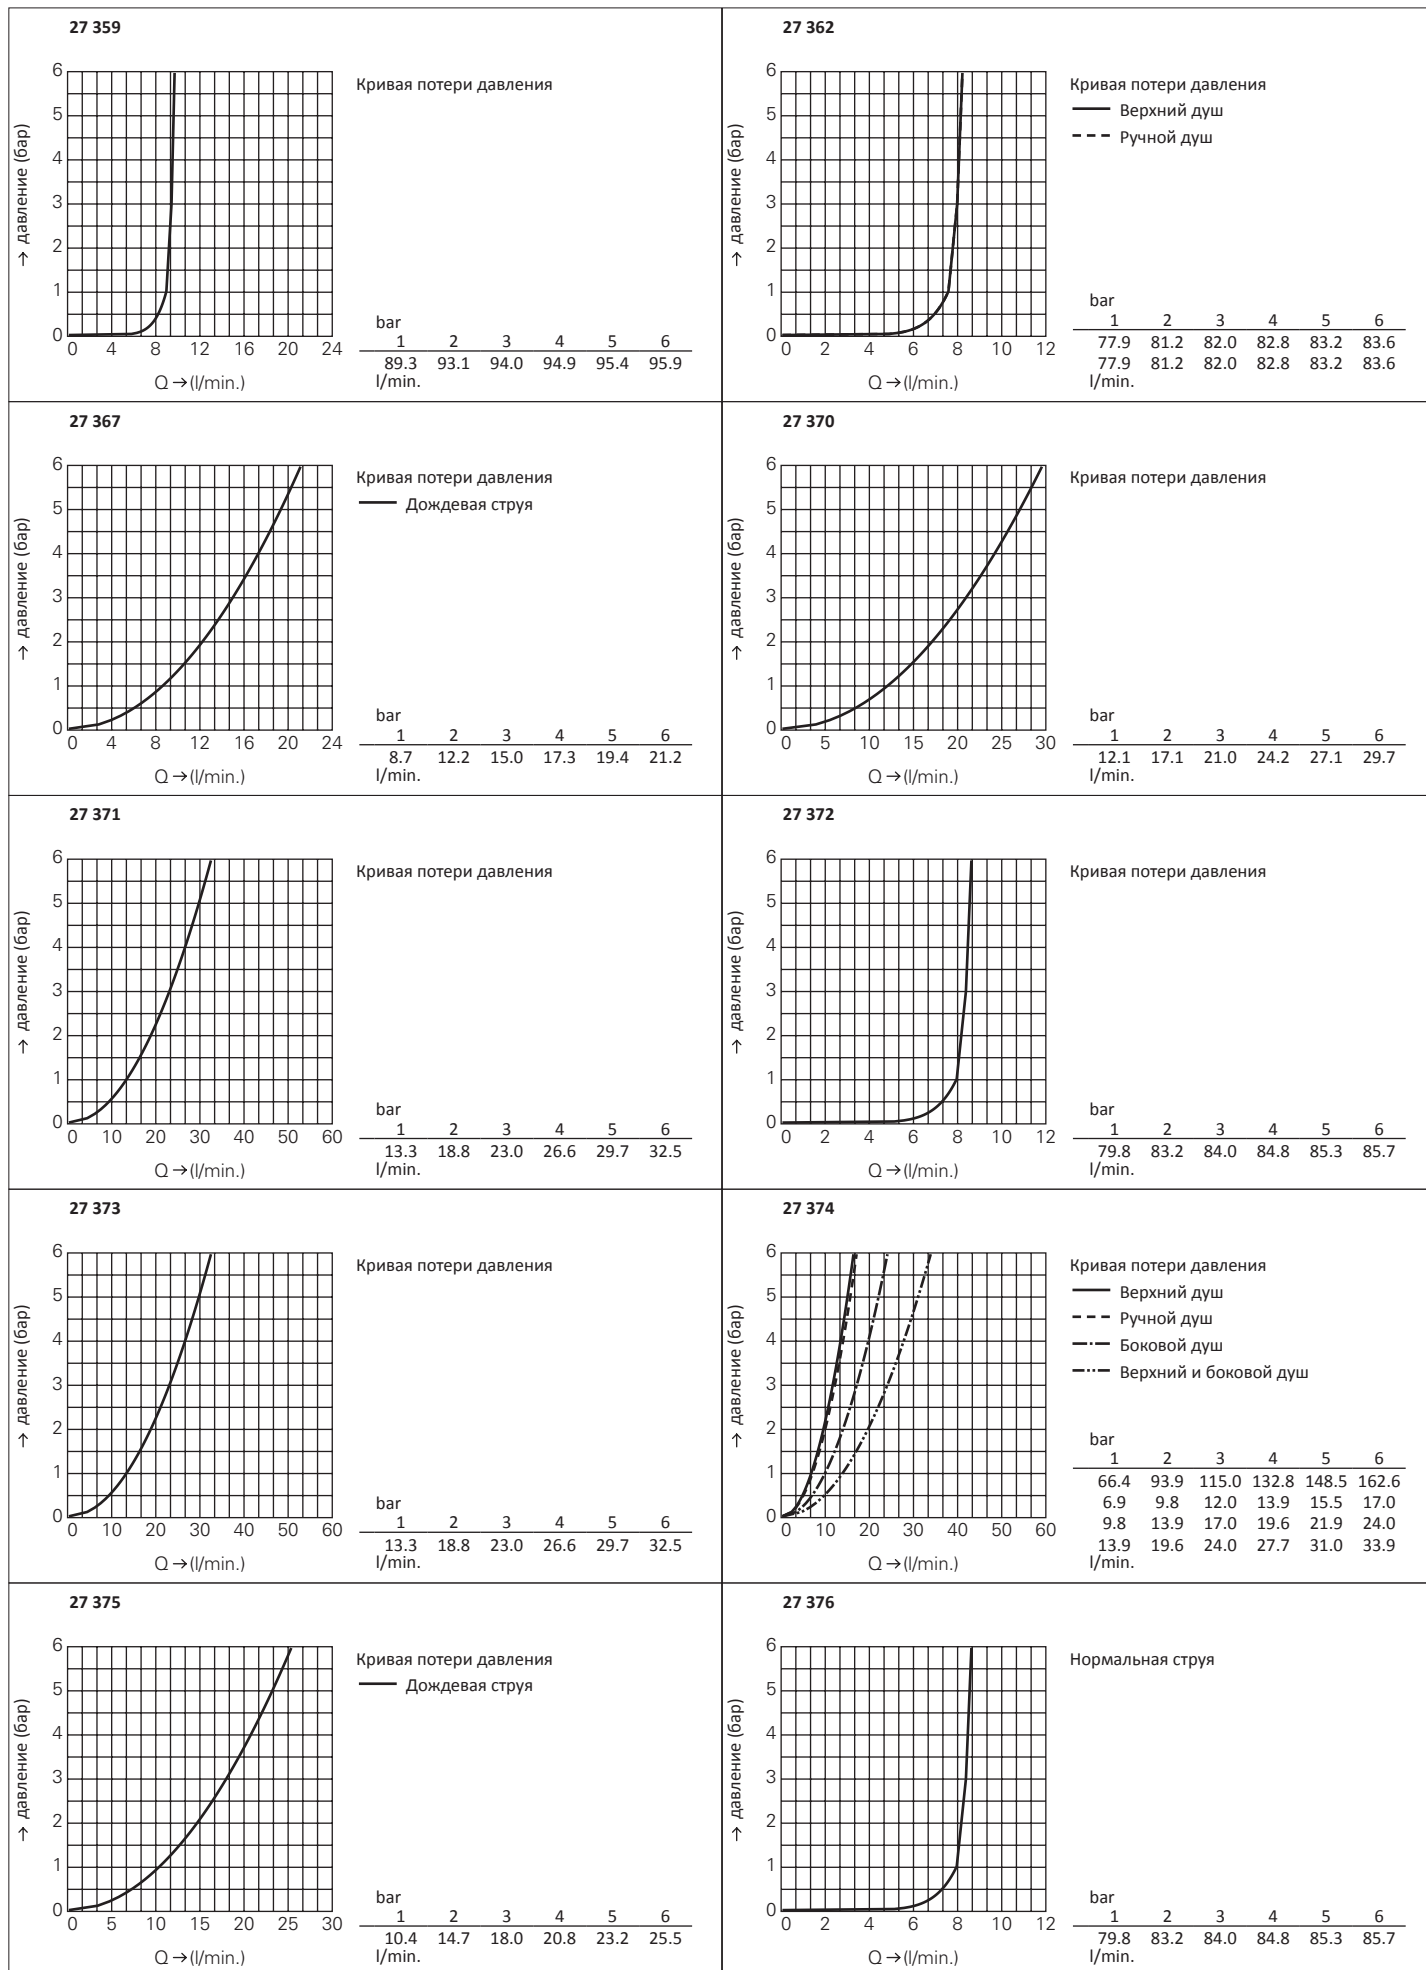 27 359
6
5
4
3
2
1
0
0 4 8 12 16 20 24
→ давление (бар)
Q →(l/min.)
Кривая потери давления
bar
1 2 3 4 5 6
89.3 93.1 94.0 94.9 95.4 95.9
l/min.
27 362
6
5
4
3
2
1
0
0 2 4 6 8 10 12
→ давление (бар)
Q →(l/min.)
Кривая потери давления
Верхний душ
Ручной душ
bar
1 2 3 4 5 6
77.9 81.2 82.0 82.8 83.2 83.6
77.9 81.2 82.0 82.8 83.2 83.6
l/min.
27 367
6
5
4
3
2
1
0
0 4 8 12 16 20 24
→ давление (бар)
Q →(l/min.)
Кривая потери давления
Дождевая струя
bar
1 2 3 4 5 6
8.7 12.2 15.0 17.3 19.4 21.2
l/min.
27 370
6
5
4
3
2
1
0
0 5 10 15 20 25 30
→ давление (бар)
Q →(l/min.)
Кривая потери давления
bar
1 2 3 4 5 6
12.1 17.1 21.0 24.2 27.1 29.7
l/min.
27 371
6
5
4
3
2
1
0
0 10 20 30 40 50 60
→ давление (бар)
Q →(l/min.)
Кривая потери давления
bar
1 2 3 4 5 6
13.3 18.8 23.0 26.6 29.7 32.5
l/min.
27 372
6
5
4
3
2
1
0
0 2 4 6 8 10 12
→ давление (бар)
Q →(l/min.)
Кривая потери давления
bar
1 2 3 4 5 6
79.8 83.2 84.0 84.8 85.3 85.7
l/min.
27 373
6
5
4
3
2
1
0
0 10 20 30 40 50 60
→ давление (бар)
Q →(l/min.)
Кривая потери давления
bar
1 2 3 4 5 6
13.3 18.8 23.0 26.6 29.7 32.5
l/min.
27 374
6
5
4
3
2
1
0
0 10 20 30 40 50 60
→ давление (бар)
Q →(l/min.)
Кривая потери давления
Верхний душ
Ручной душ
Боковой душ
Верхний и боковой душ
bar
1 2 3 4 5 6
66.4 93.9 115.0 132.8 148.5 162.6
6.9 9.8 12.0 13.9 15.5 17.0
9.8 13.9 17.0 19.6 21.9 24.0
13.9 19.6 24.0 27.7 31.0 33.9
l/min.
27 375
6
5
4
3
2
1
0
0 5 10 15 20 25 30
→ давление (бар)
Q →(l/min.)
Кривая потери давления
Дождевая струя
bar
1 2 3 4 5 6
10.4 14.7 18.0 20.8 23.2 25.5
l/min.
27 376
6
5
4
3
2
1
0
0 2 4 6 8 10 12
→ давление (бар)
Q →(l/min.)
Нормальная струя
bar
1 2 3 4 5 6
79.8 83.2 84.0 84.8 85.3 85.7
l/min.